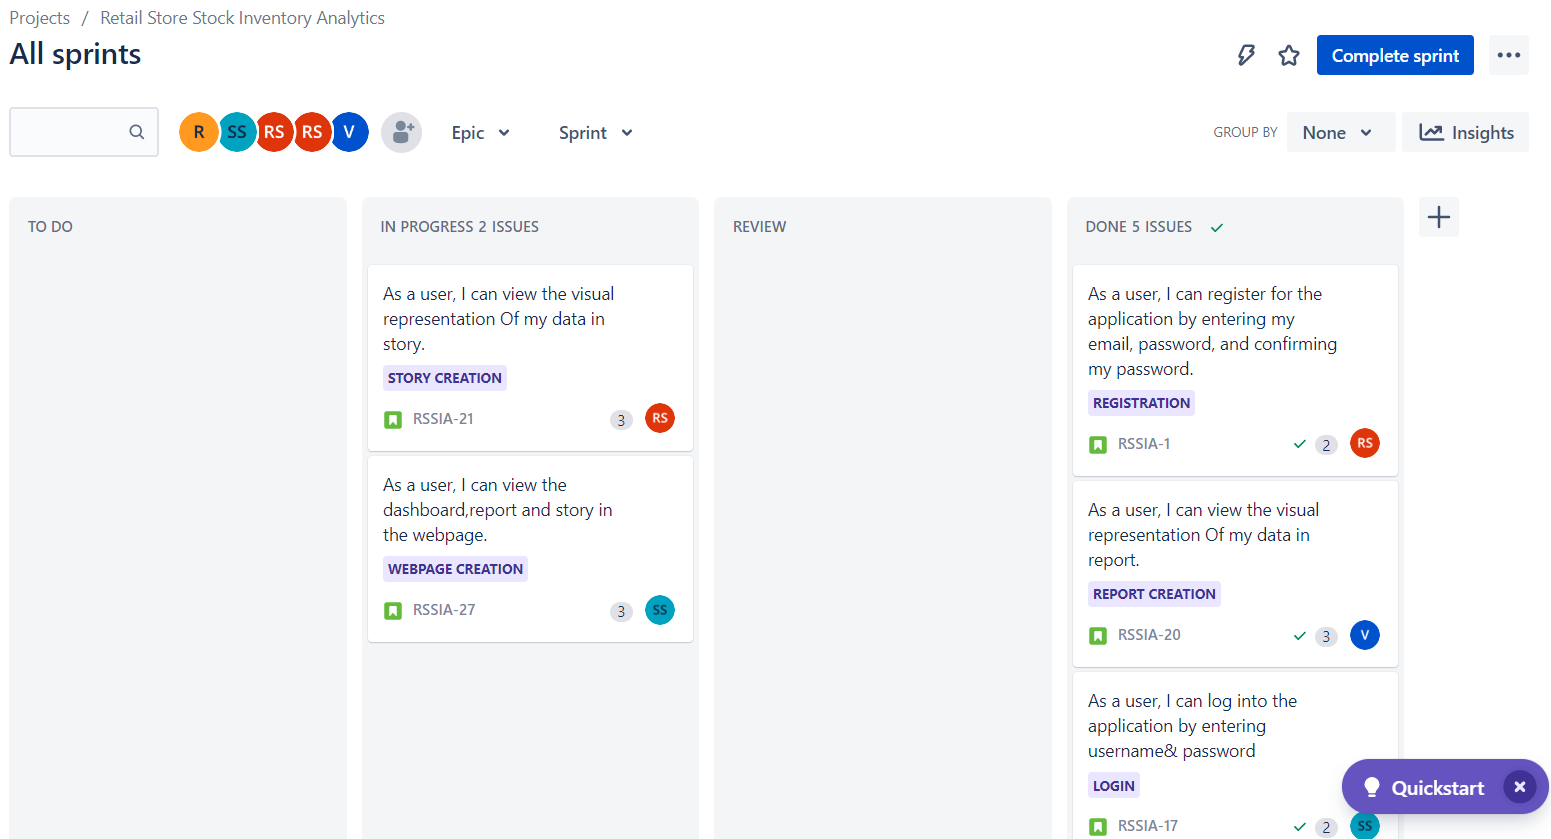 Projects / Retail Store Stock Inventory Analytics
All sprints
Complete sprint
R SS RS RS V
Epic
Sprint
GROUP BY
None
Insights
TO DO
IN PROGRESS 2 ISSUES
As a user, I can view the visual
representation Of my data in
story.
STORY CREATION
RSSIA-21
3
RS
As a user, I can view the
dashboard,report and story in
the webpage.
WEBPAGE CREATION
RSSIA-27
3
SS
REVIEW
DONE 5 ISSUES
As a user, I can register for the
application by entering my
email, password, and confirming
my password.
REGISTRATION
RSSIA-1
2
RS
As a user, I can view the visual
representation Of my data in
report.
REPORT CREATION
RSSIA-20
3
V
As a user, I can log into the
application by entering
username& password
LOGIN
RSSIA-17
2
SS
Quickstart